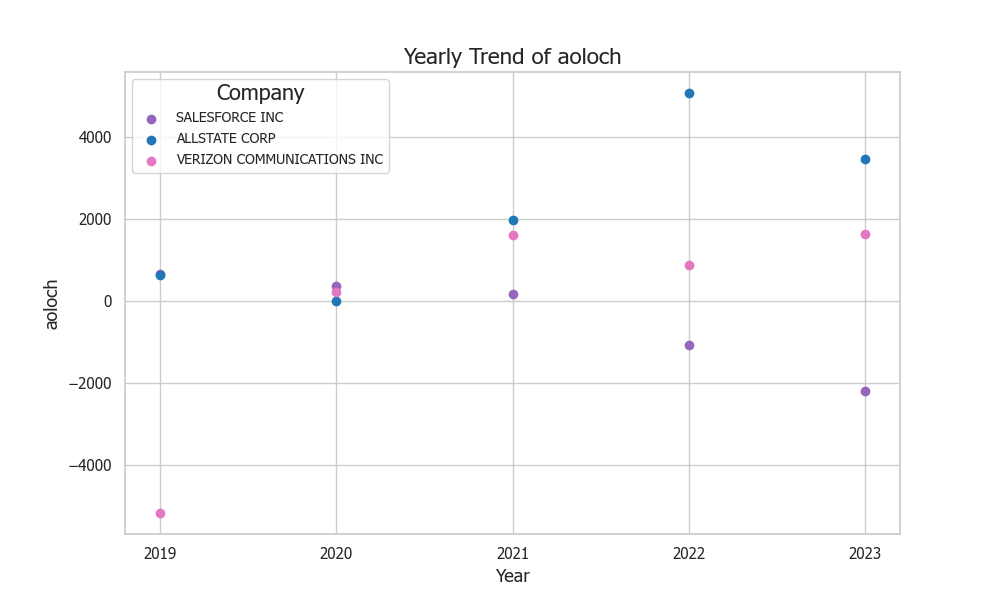 Yearly Trend of aoloch
Company
SALESFORCE INC
ALLSTATE CORP
VERIZON COMMUNICATIONS INC
aoloch
4000
2000
0
−2000
−4000
2019
2020
2021
2022
2023
Year